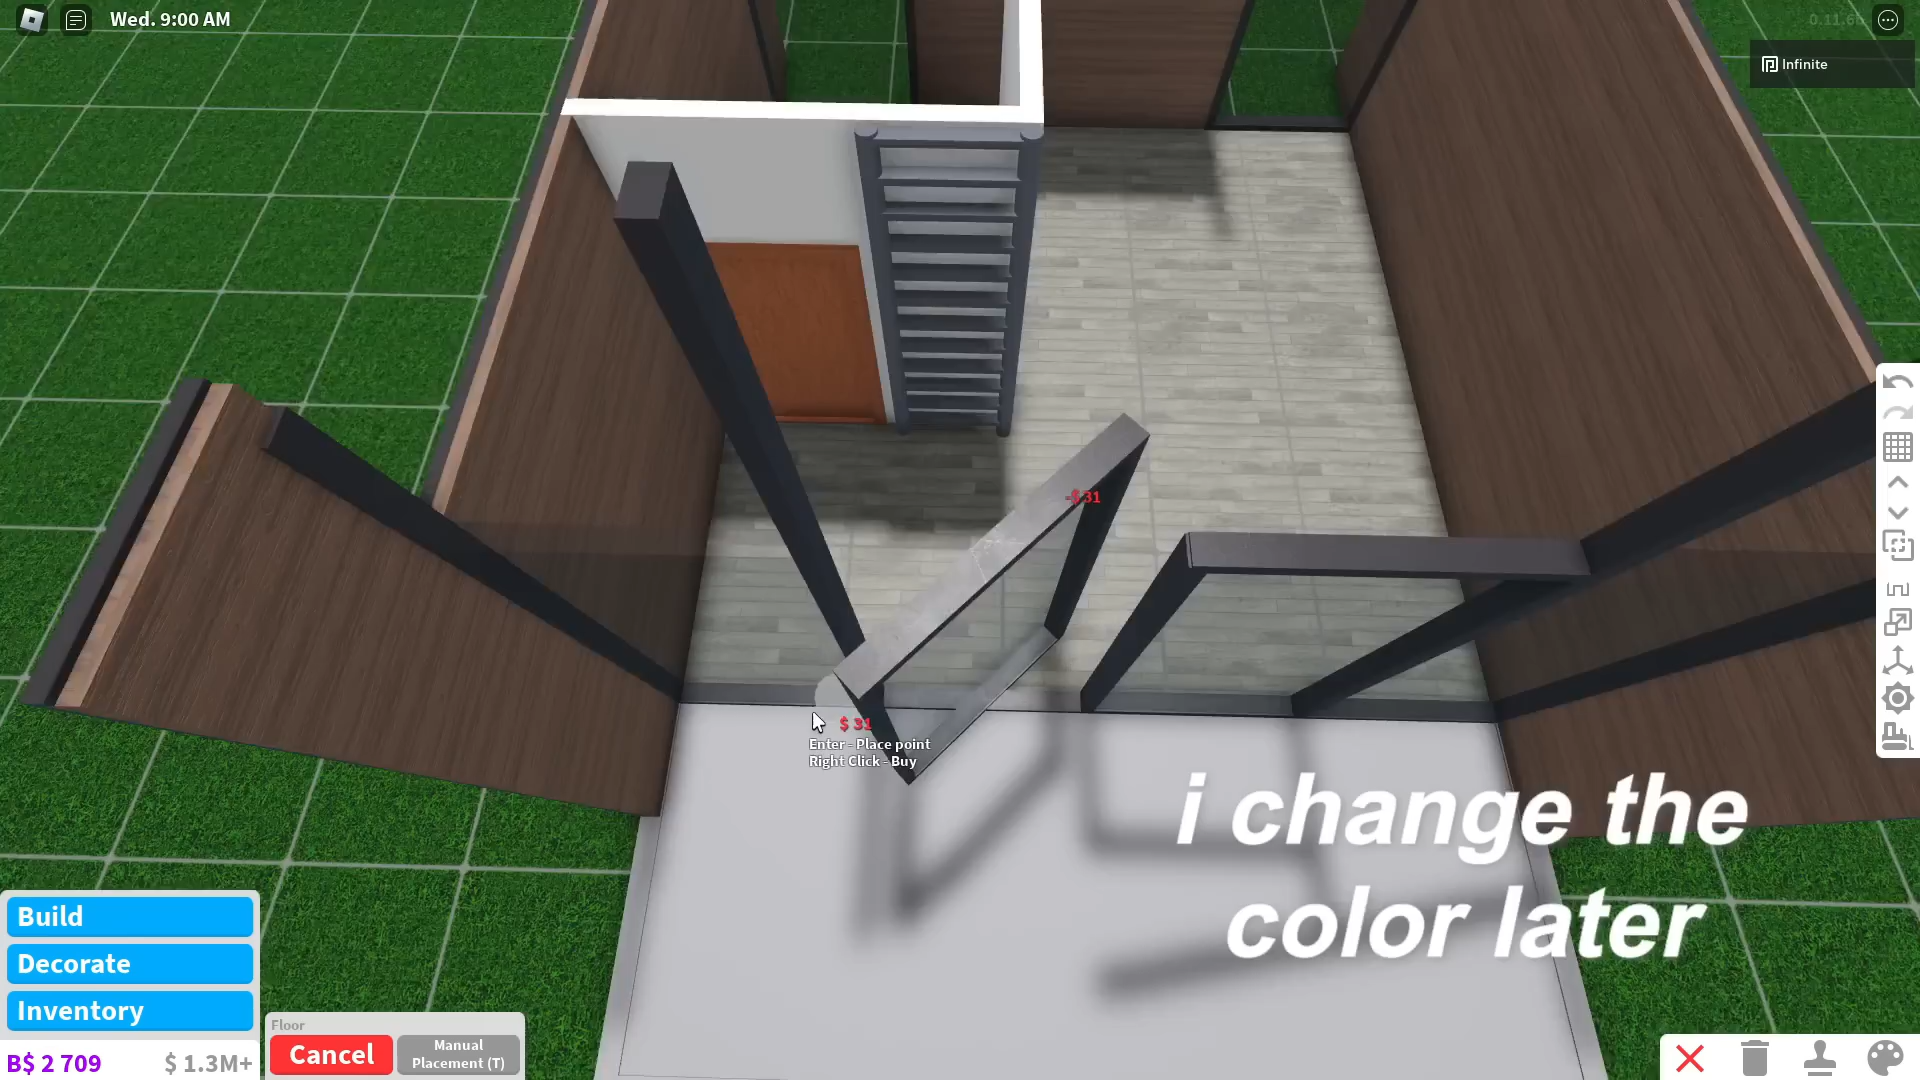 Wed. 9:00 AM
Infinite
-$ 31
$ 31
Enter - Place point
Right Click - Buy
i change the
color later
Build
Decorate
Inventory
B$ 2 709
$ 1.3M+
Floor
Cancel
Manual
Placement (T)